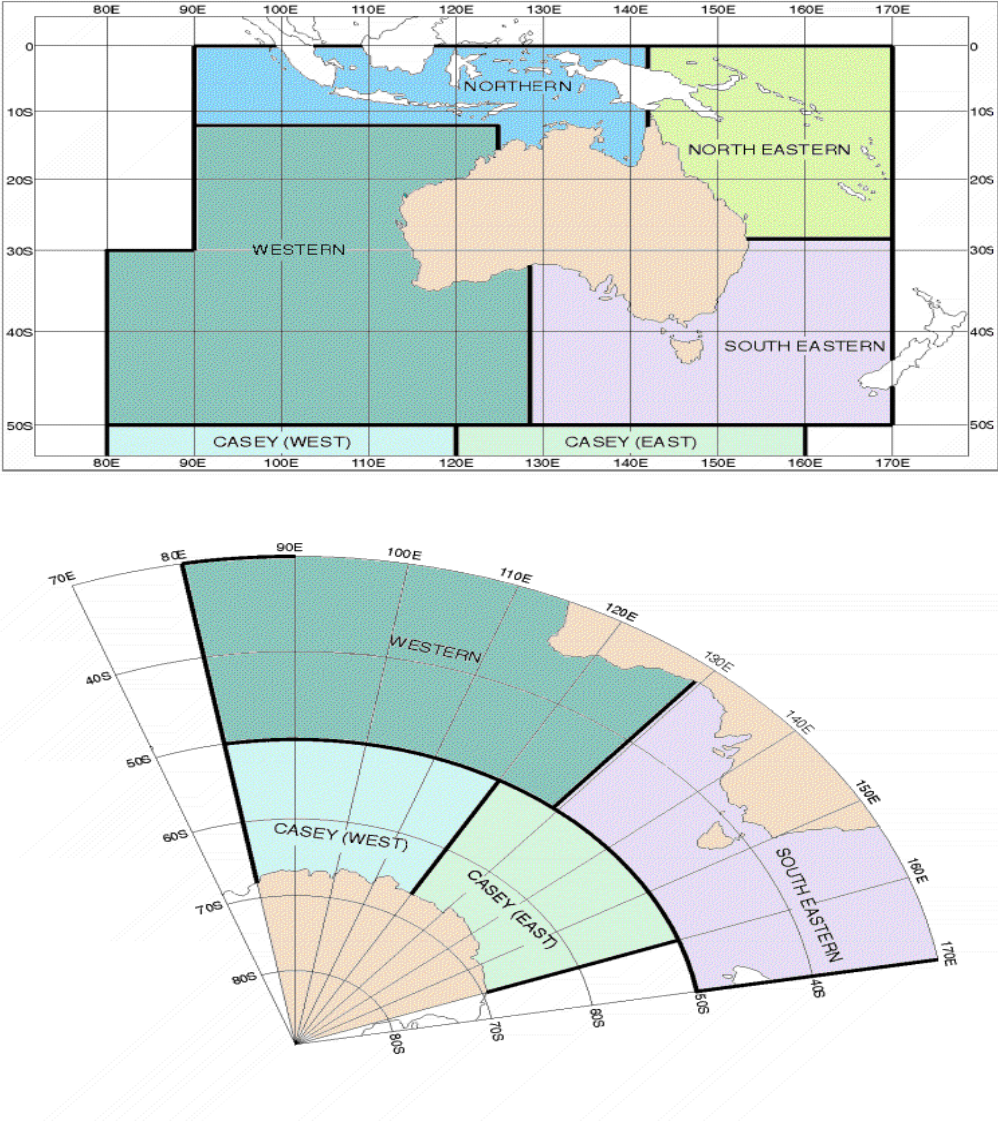 80E 90E 100E 110E 120E 130E 140E 150E 160E 170E
0 0
NORTHERN
10S 10S
NORTH EASTERN
20S 20S
WESTERN
30S 30S
40S 40S
SOUTH EASTERN
50S 50S
CASEY (WEST) CASEY (EAST)
80E 90E 100E 110E 120E 130E 140E 150E 160E 170E
70E 80E 90E 100E 110E 120E 130E 140E 150E 160E 170E
WESTERN
40S
50S
60S
CASEY (WEST)
70S
80S
CASEY (EAST)
SOUTH EASTERN
80S 70S 60S 50S 40S